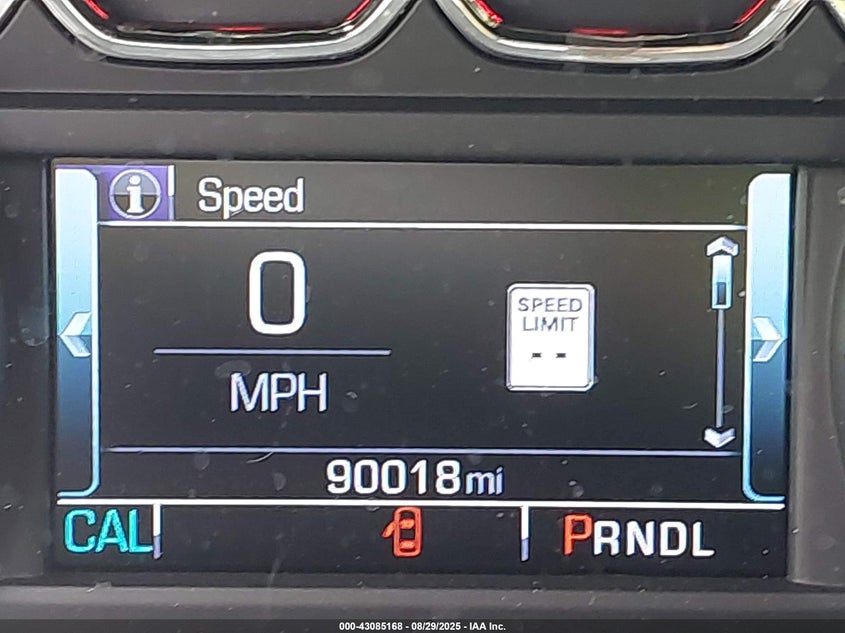 i Speed
0
MPH
SPEED
LIMIT
--
90018mi
CAL PRNDL
000-43085168 - 08/29/2025 - IAA Inc.